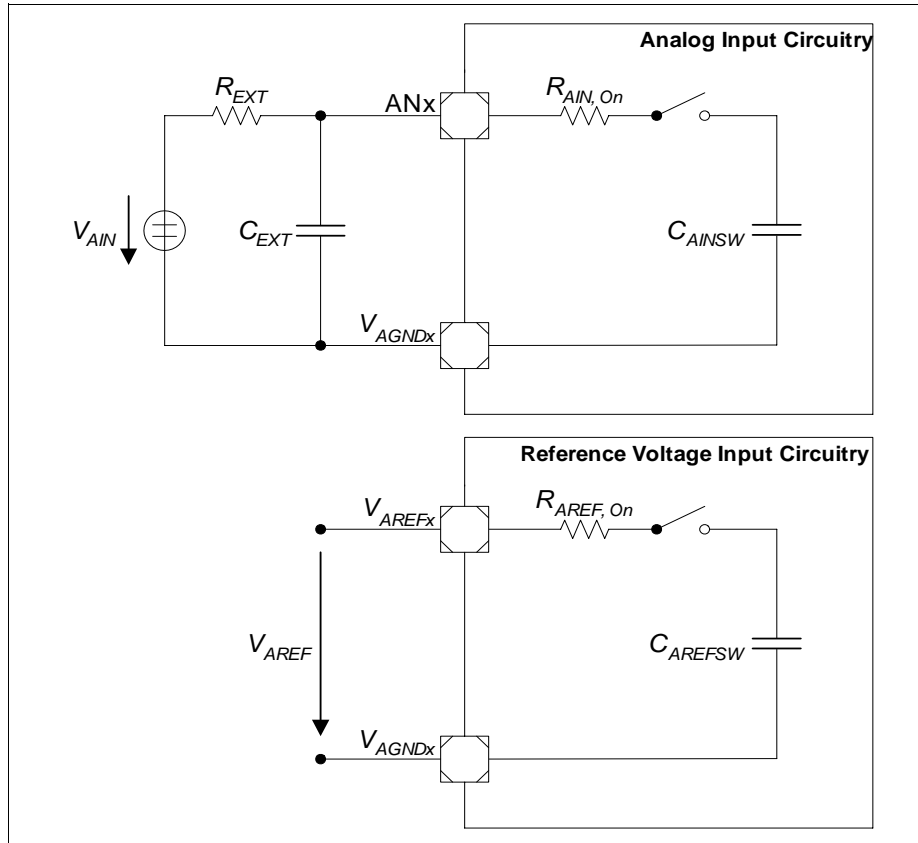 Analog Input Circuitry
R_EXT
ANx
R_AIN, On
V_AIN
C_EXT
C_AINSW
V_AGNDx
Reference Voltage Input Circuitry
V_AREFx
R_AREF, On
V_AREF
C_AREFSW
V_AGNDx